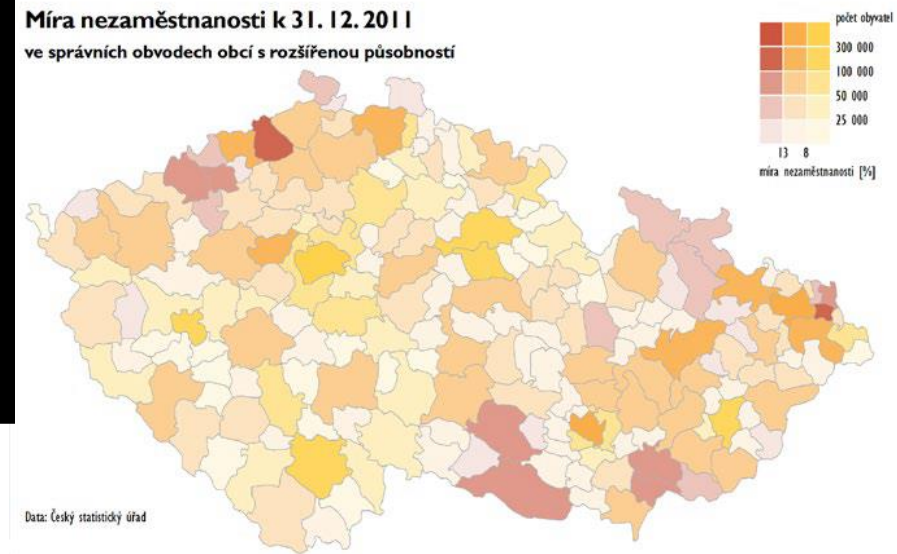 Míra nezaměstnanosti k 31. 12. 2011
ve správních obvodech obcí s rozšířenou působností
počet obyvatel
300 000
100 000
50 000
25 000
13 8
míra nezaměstnanosti [%]
Data: Český statistický úřad